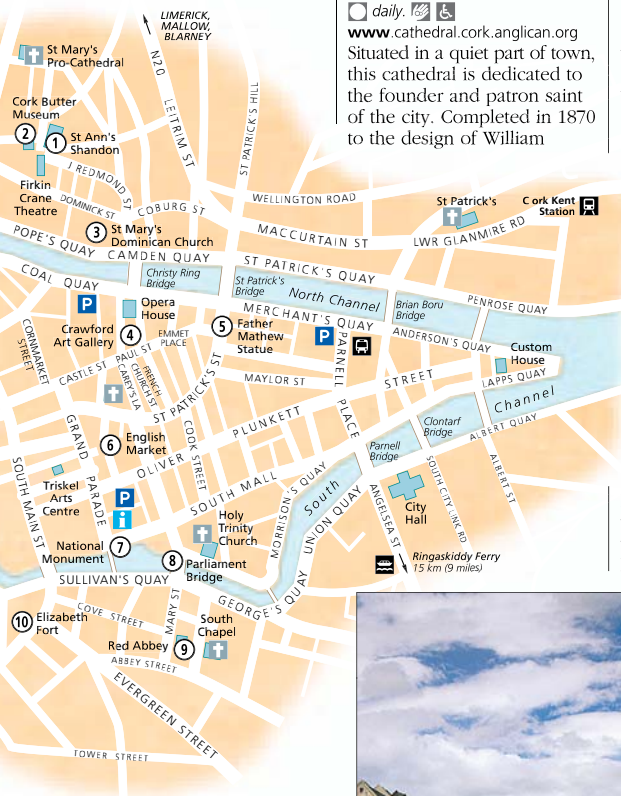 daily.
www.cathedral.cork.anglican.org
Situated in a quiet part of town,
this cathedral is dedicated to
the founder and patron saint
of the city. Completed in 1870
to the design of William
LIMERICK,
MALLOW,
BLARNEY
N20
LEITRIM ST
ST PATRICK'S HILL
St Mary's
Pro-Cathedral
Cork Butter
Museum
2
1
St Ann's
Shandon
Firkin
Crane
Theatre
REDMOND ST
DOMINICK ST
COBURG ST
WELLINGTON ROAD
St Patrick's
Cork Kent
Station
3
St Mary's
Dominican Church
MACCURTAIN ST
LWR GLANMIRE RD
POPE'S QUAY
CAMDEN QUAY
ST PATRICK'S QUAY
COAL QUAY
Christy Ring
Bridge
St Patrick's
Bridge
North Channel
Brian Boru
Bridge
PENROSE QUAY
P
Opera
House
MERCHANT'S QUAY
ANDERSON'S QUAY
Crawford
Art Gallery
4
EMMET
PLACE
5
Father
Mathew
Statue
P
PARNELL
PLACE
Custom
House
LAPPS QUAY
CORNMARKET
STREET
PAUL ST
CASTLE ST
FRENCH
CHURCH ST
CAREY'S LA
ST PATRICK'S ST
MAYLOR ST
OLIVER PLUNKETT STREET
South Channel
ALBERT QUAY
Clontarf
Bridge
Parnell
Bridge
GRAND PARADE
6
English
Market
COOK STREET
SOUTH MAIN ST
Triskel
Arts
Centre
P
i
SOUTH MALL
MORRISON'S QUAY
UNION QUAY
ANGELSEA ST
SOUTH CITY LINK RD
ALBERT ST
City
Hall
Holy
Trinity
Church
National
Monument
7
8
Parliament
Bridge
SULLIVAN'S QUAY
GEORGE'S QUAY
Ringaskiddy Ferry
15 km (9 miles)
10
Elizabeth
Fort
COVE STREET
MARY ST
South
Chapel
Red Abbey
9
ABBEY STREET
EVERGREEN STREET
TOWER STREET